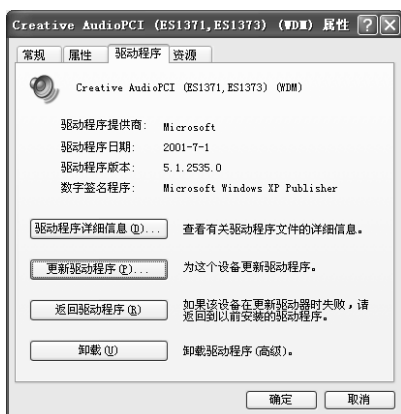 Creative AudioPCI (ES1371,ES1373) (WDM) 属性
常规 属性 驱动程序 资源
Creative AudioPCI (ES1371,ES1373) (WDM)
驱动程序提供商: Microsoft
驱动程序日期: 2001-7-1
驱动程序版本: 5.1.2535.0
数字签名程序: Microsoft Windows XP Publisher
驱动程序详细信息(D)... 查看有关驱动程序文件的详细信息。
更新驱动程序(P)... 为这个设备更新驱动程序。
返回驱动程序(R) 如果该设备在更新驱动器时失败，请
返回到以前安装的驱动程序。
卸载(U) 卸载驱动程序(高级)。
确定 取消